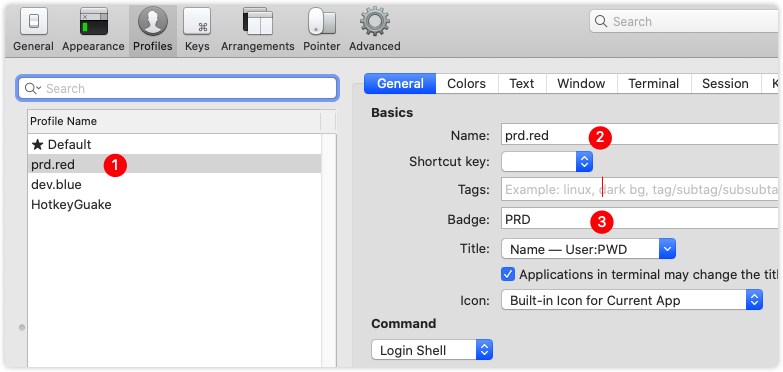 General Appearance Profiles Keys Arrangements Pointer Advanced
Search
Search
Profile Name
★ Default
prd.red 1
dev.blue
HotkeyGuake
General Colors Text Window Terminal Session K
Basics
Name: prd.red 2
Shortcut key:
Tags: Example: linux, dark bg, tag/subtag/subsubta
Badge: PRD 3
Title: Name — User:PWD
Applications in terminal may change the titl
Icon: Built-in Icon for Current App
Command
Login Shell